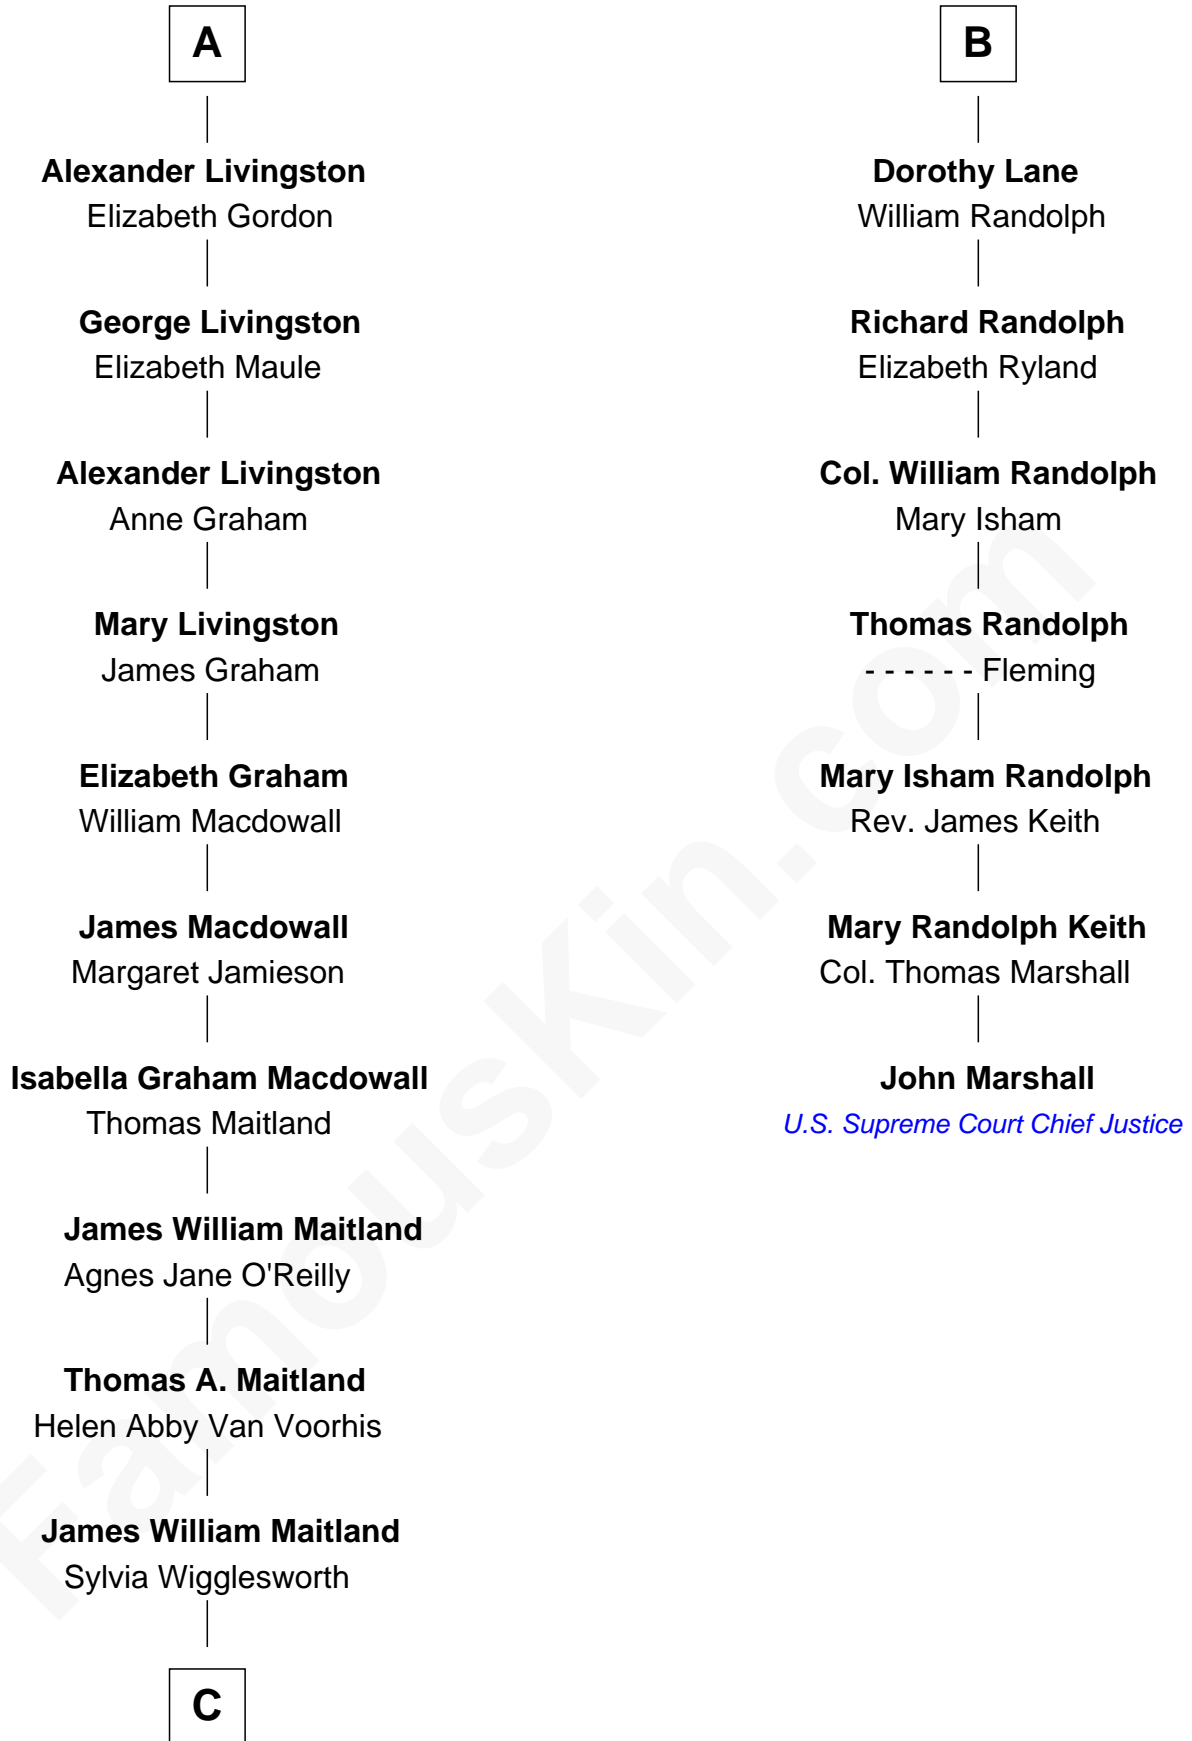 A
Alexander Livingston
Elizabeth Gordon
George Livingston
Elizabeth Maule
Alexander Livingston
Anne Graham
Mary Livingston
James Graham
Elizabeth Graham
William Macdowall
James Macdowall
Margaret Jamieson
Isabella Graham Macdowall
Thomas Maitland
James William Maitland
Agnes Jane O'Reilly
Thomas A. Maitland
Helen Abby Van Voorhis
James William Maitland
Sylvia Wigglesworth
C
B
Dorothy Lane
William Randolph
Richard Randolph
Elizabeth Ryland
Col. William Randolph
Mary Isham
Thomas Randolph
- - - - - - Fleming
Mary Isham Randolph
Rev. James Keith
Mary Randolph Keith
Col. Thomas Marshall
John Marshall
U.S. Supreme Court Chief Justice
FamousKin.com